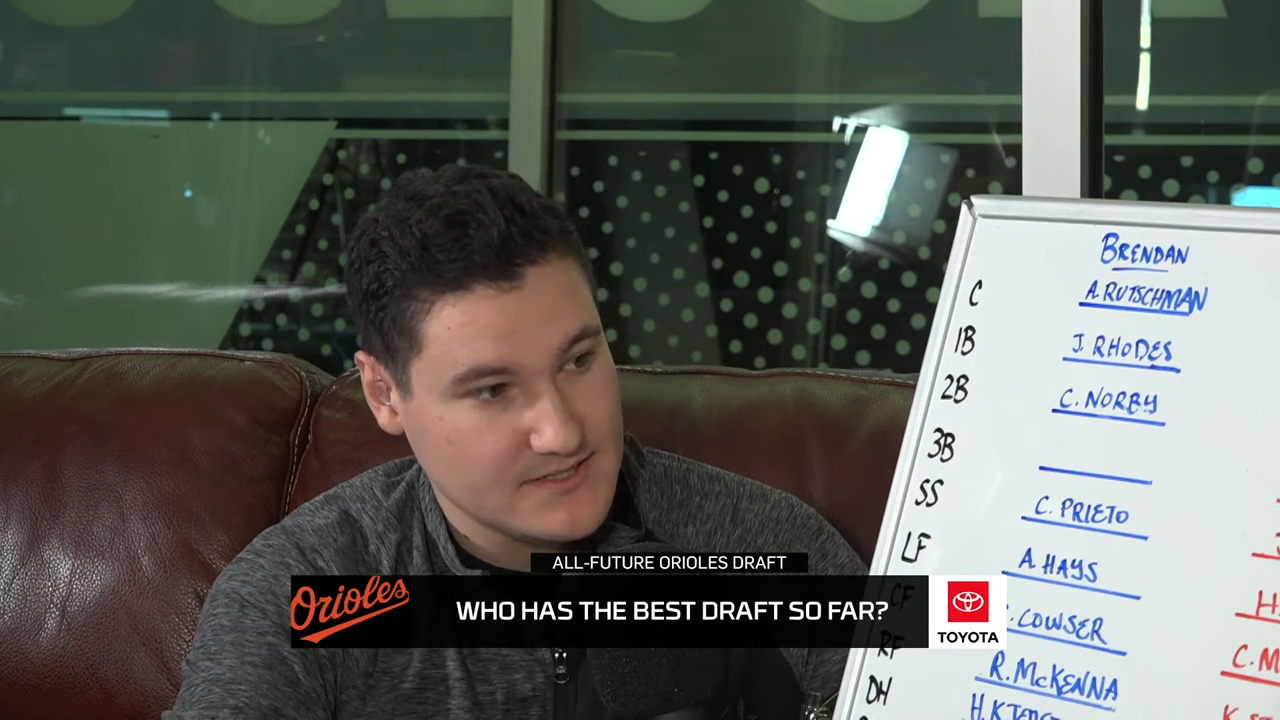 BRENDAN
C A. RUTSCHMAN
1B J. RHODES
2B C. NORBY
3B
SS C. PRIETO
LF A. HAYS
CF . COWSER
RF R. McKENNA
DH
C. M
ALL-FUTURE ORIOLES DRAFT
Orioles WHO HAS THE BEST DRAFT SO FAR?
TOYOTA